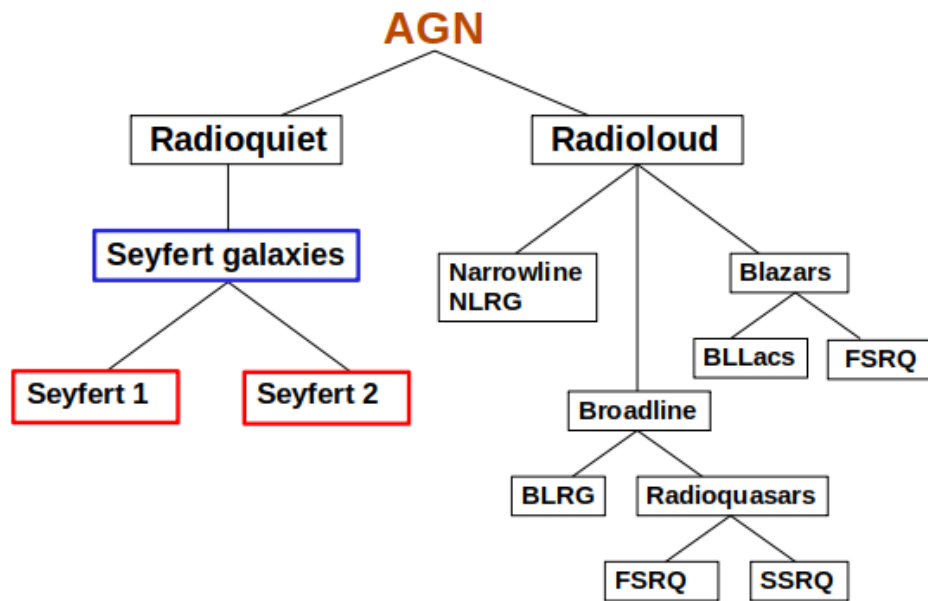 AGN
Radioquiet
Radioloud
Seyfert galaxies
Narrowline
NLRG
Blazars
BLLacs
FSRQ
Seyfert 1
Seyfert 2
Broadline
BLRG
Radioquasars
FSRQ
SSRQ